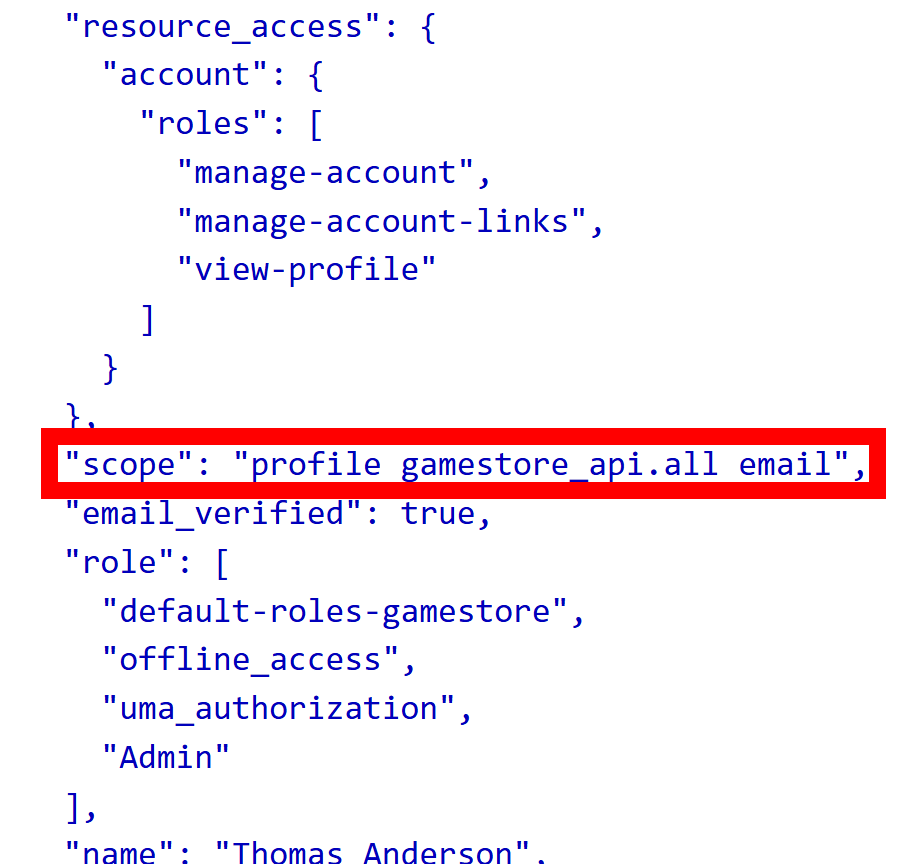 "resource_access": {
"account": {
"roles": [
"manage-account",
"manage-account-links",
"view-profile"
]
}
},
"scope": "profile gamestore_api.all email",
"email_verified": true,
"role": [
"default-roles-gamestore",
"offline_access",
"uma_authorization",
"Admin"
],
"name": "Thomas Anderson",